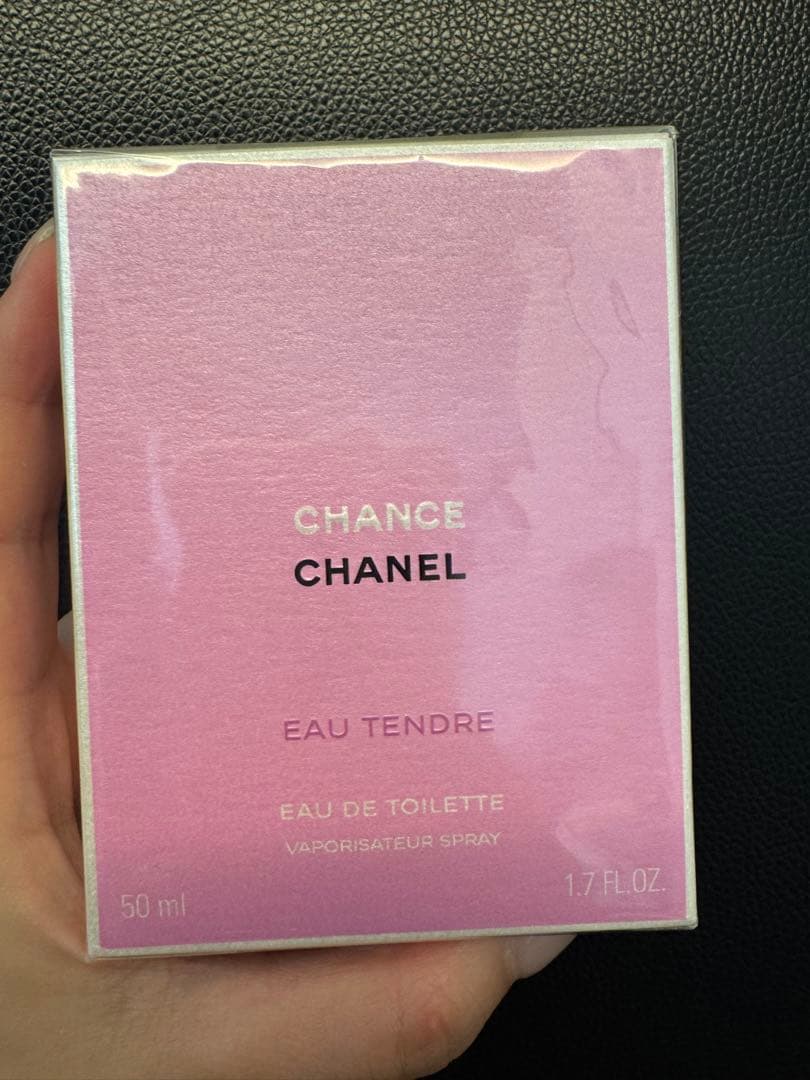 CHANCE
CHANEL
EAU TENDRE
EAU DE TOILETTE
VAPORISATEUR SPRAY
50 ml
1.7 FL.OZ.